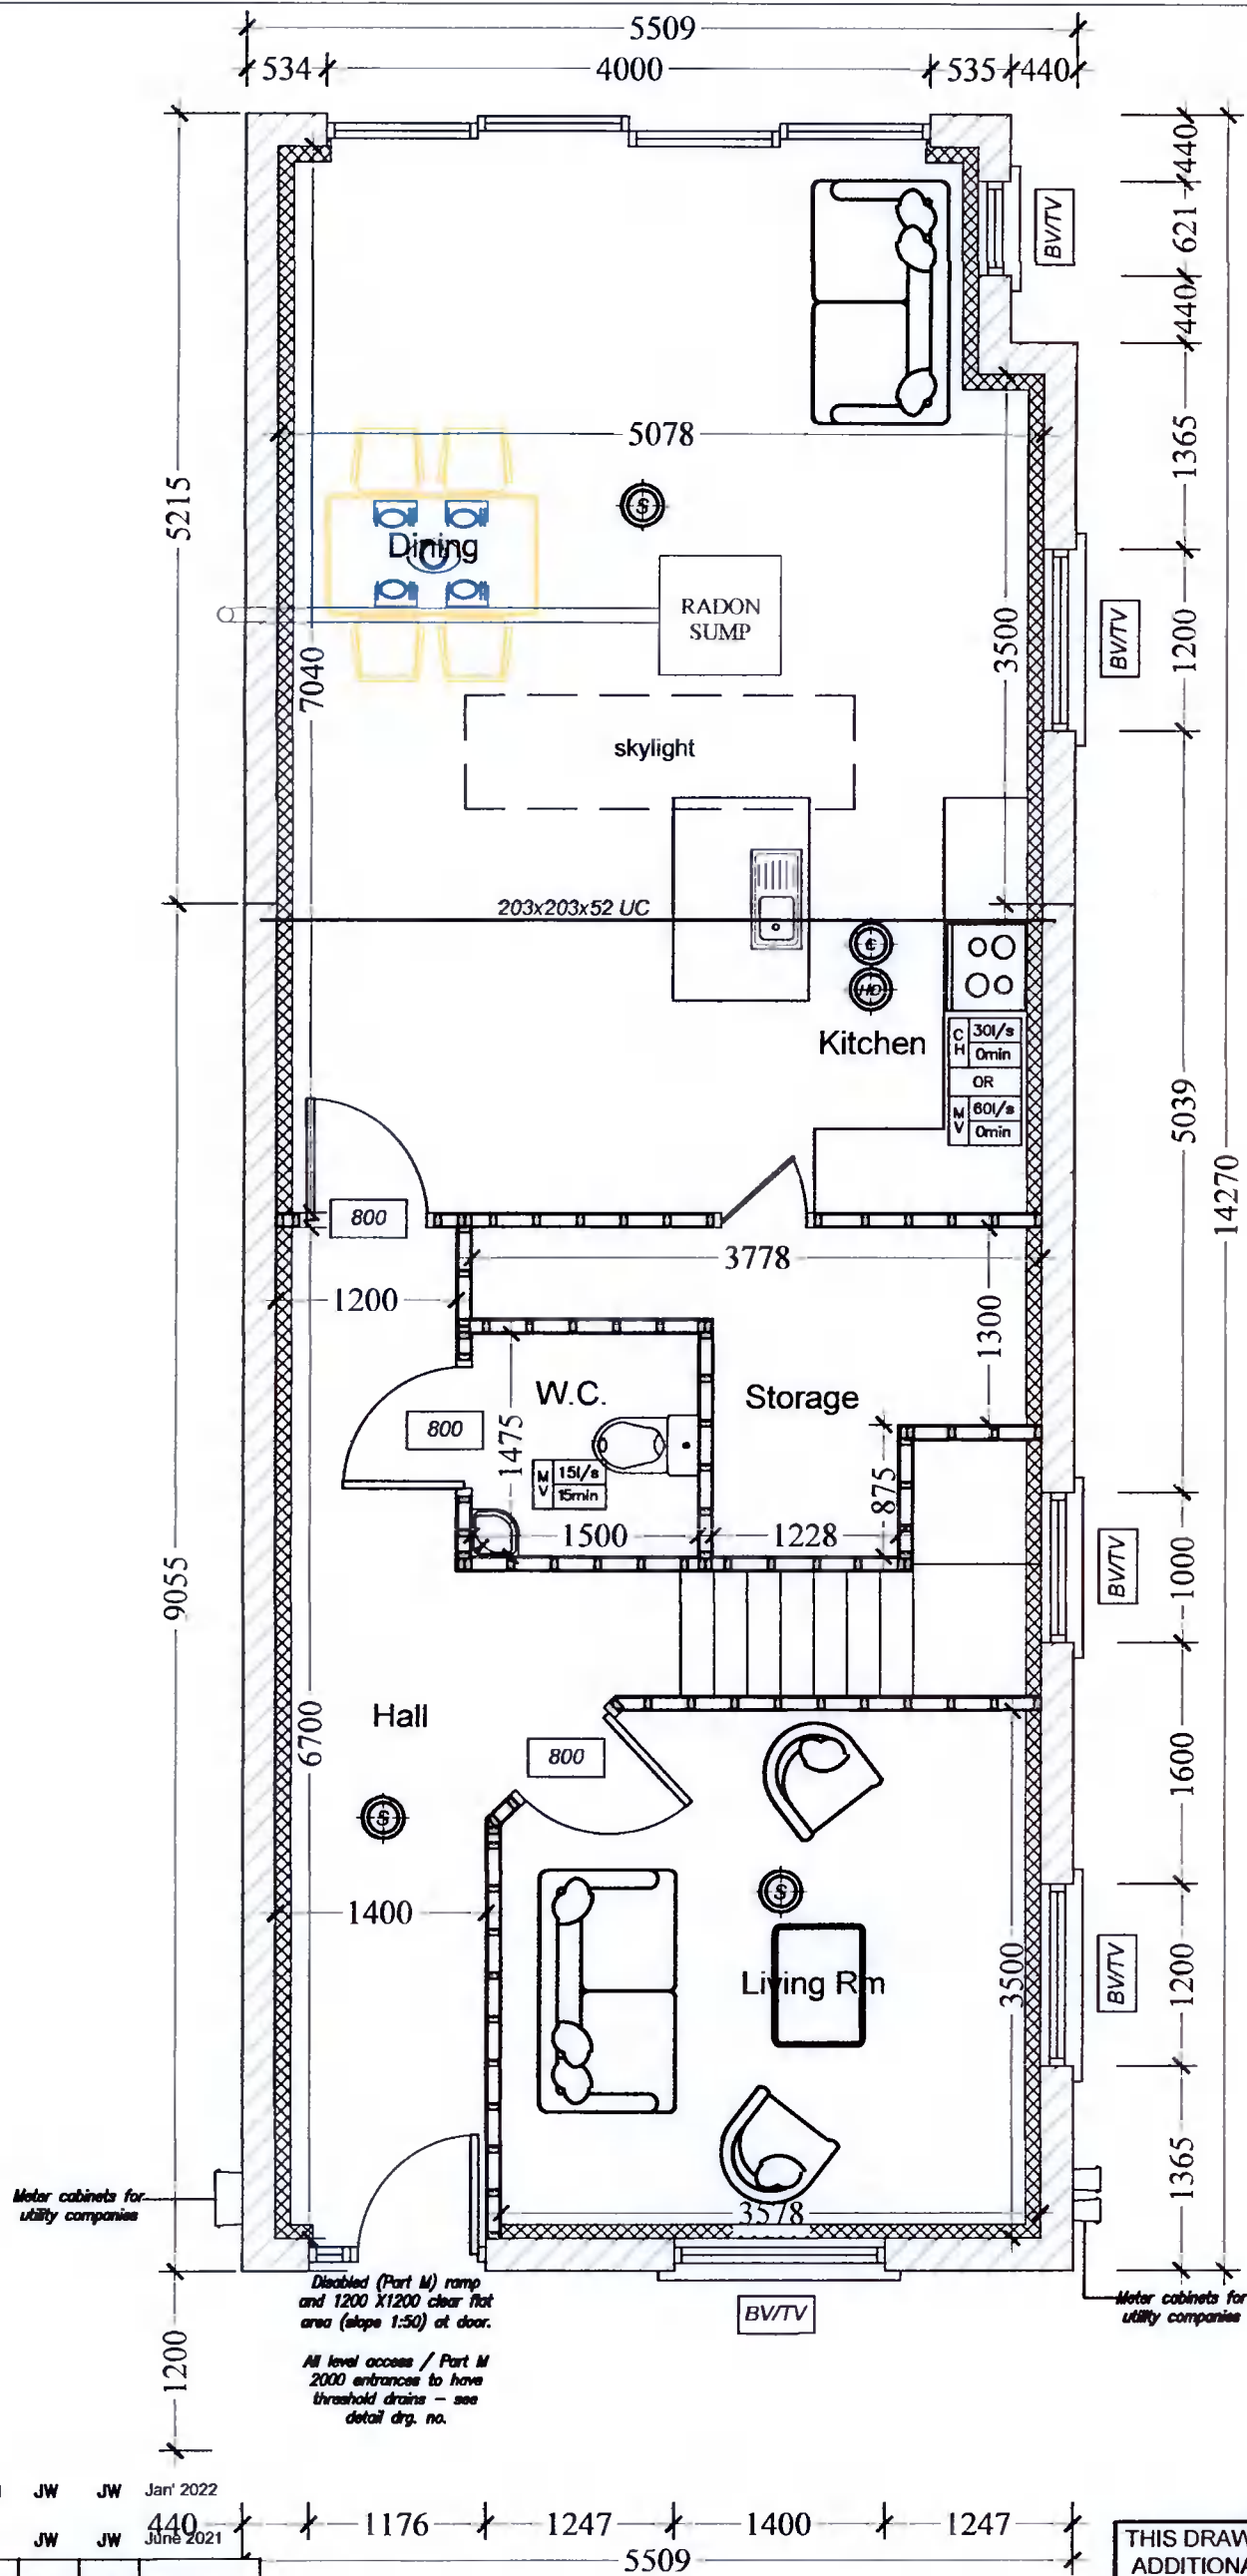 5509
534
4000
535
440
440
621
BV/TV
440
5078
1365
5215
S
Dining
RADON
SUMP
7040
3500
1200
BV/TV
skylight
203x203x52 UC
Kitchen
C H 30l/s
0min
OR
M V 60l/s
0min
5039
14270
800
3778
1200
1300
W.C.
Storage
800
1475
M V 15l/s
15min
875
1500
1228
BV/TV
1000
9055
Hall
6700
800
1600
S
S
1400
Living Rm
3500
BV/TV
1200
3578
1365
Meter cabinets for
utility companies
Disabled (Part M) ramp
and 1200 X1200 clear flat
area (slope 1:50) at door.
BV/TV
Meter cabinets for
utility companies
All level access / Part M
2000 entrances to have
threshold drains – see
detail drg. no.
1200
JW JW Jan' 2022
440
1176
1247
1400
1247
JW JW June 2021
5509
THIS DRAW
ADDITIONA